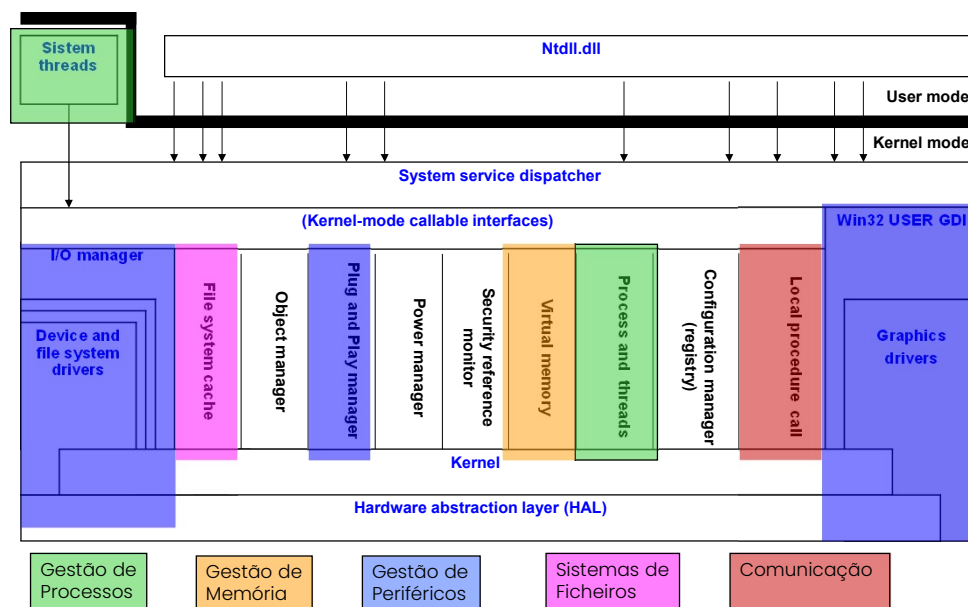 Sistem
threads
Ntdll.dll
User mode
Kernel mode
System service dispatcher
(Kernel-mode callable interfaces)
Win32 USER GDI
I/O manager
Device and
file system
drivers
File system cache
Object manager
Plug and Play manager
Power manager
Security reference
monitor
Virtual memory
Process and threads
Configuration manager
(registry)
Local procedure call
Graphics
drivers
Kernel
Hardware abstraction layer (HAL)
Gestão de
Processos
Gestão de
Memória
Gestão de
Periféricos
Sistemas de
Ficheiros
Comunicação